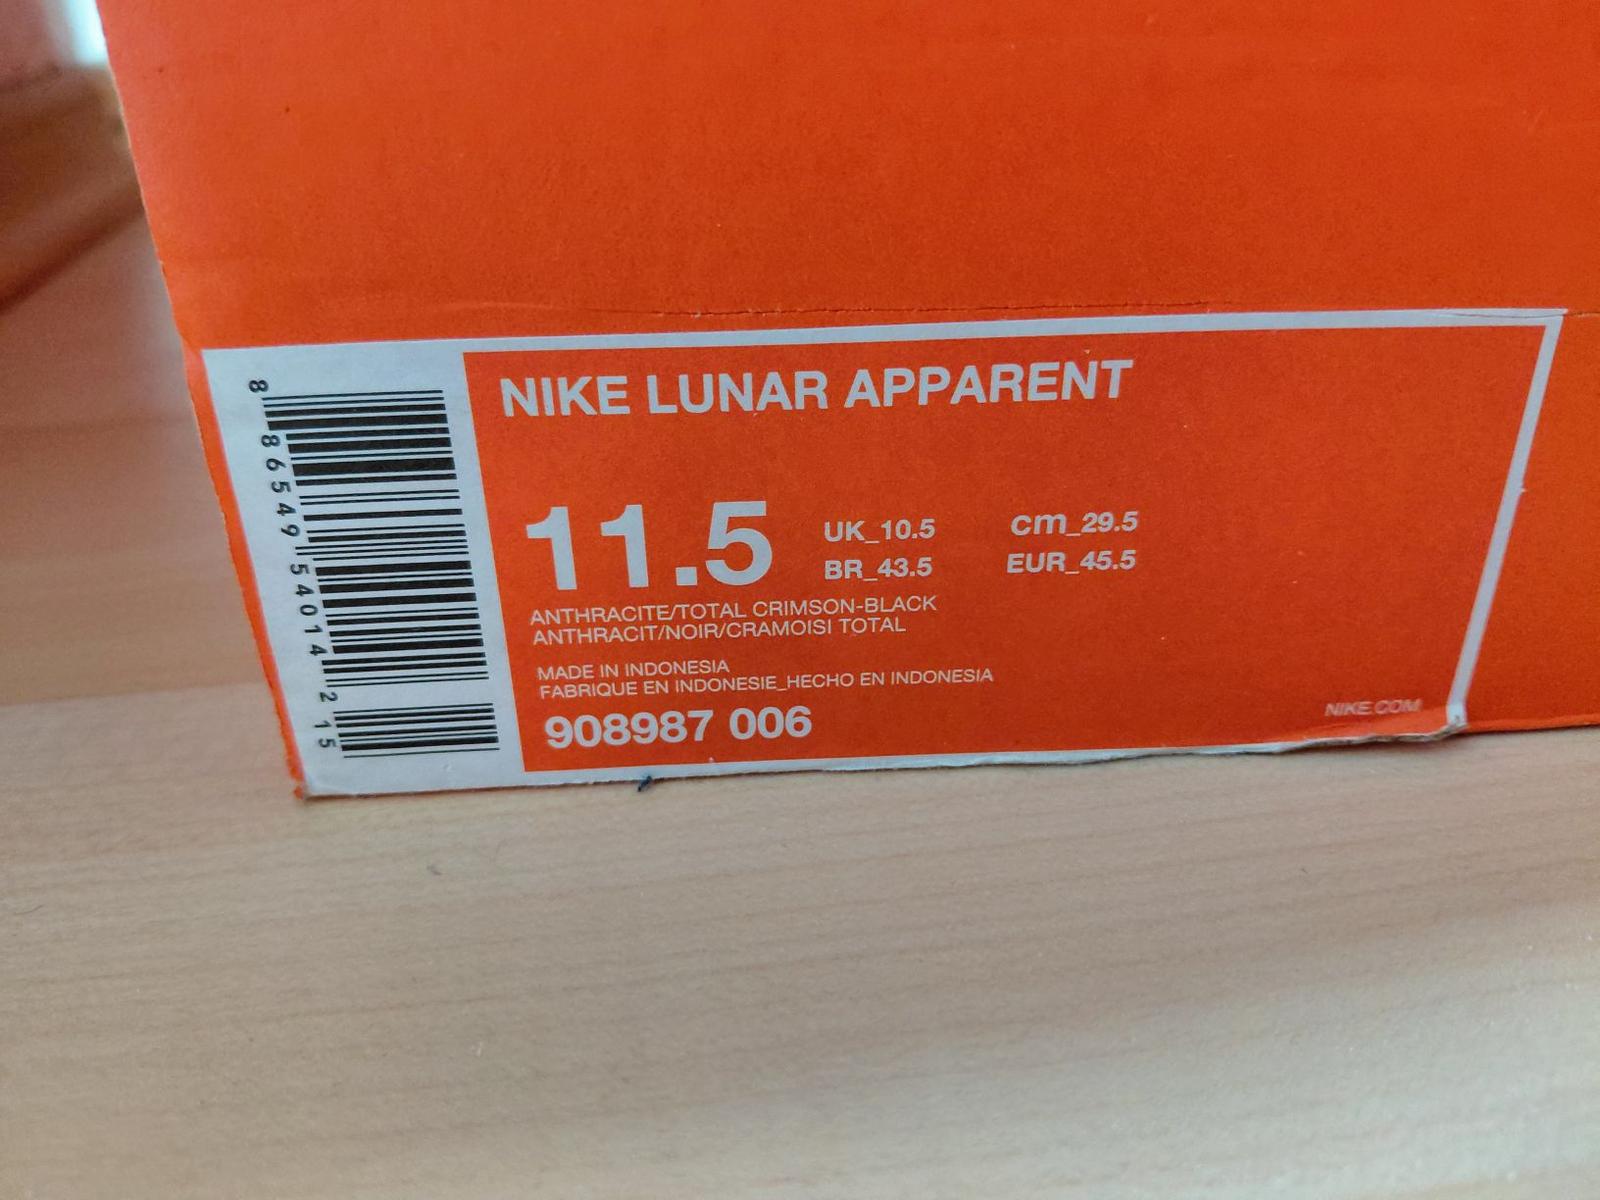 NIKE LUNAR APPARENT
11.5
UK_10.5 cm_29.5
BR_43.5 EUR_45.5
ANTHRACITE/TOTAL CRIMSON-BLACK
ANTHRACIT/NOIR/CRAMOISI TOTAL
MADE IN INDONESIA
FABRIQUE EN INDONESIE_HECHO EN INDONESIA
908987 006
NIKE.COM
8 86549 54014 2 15